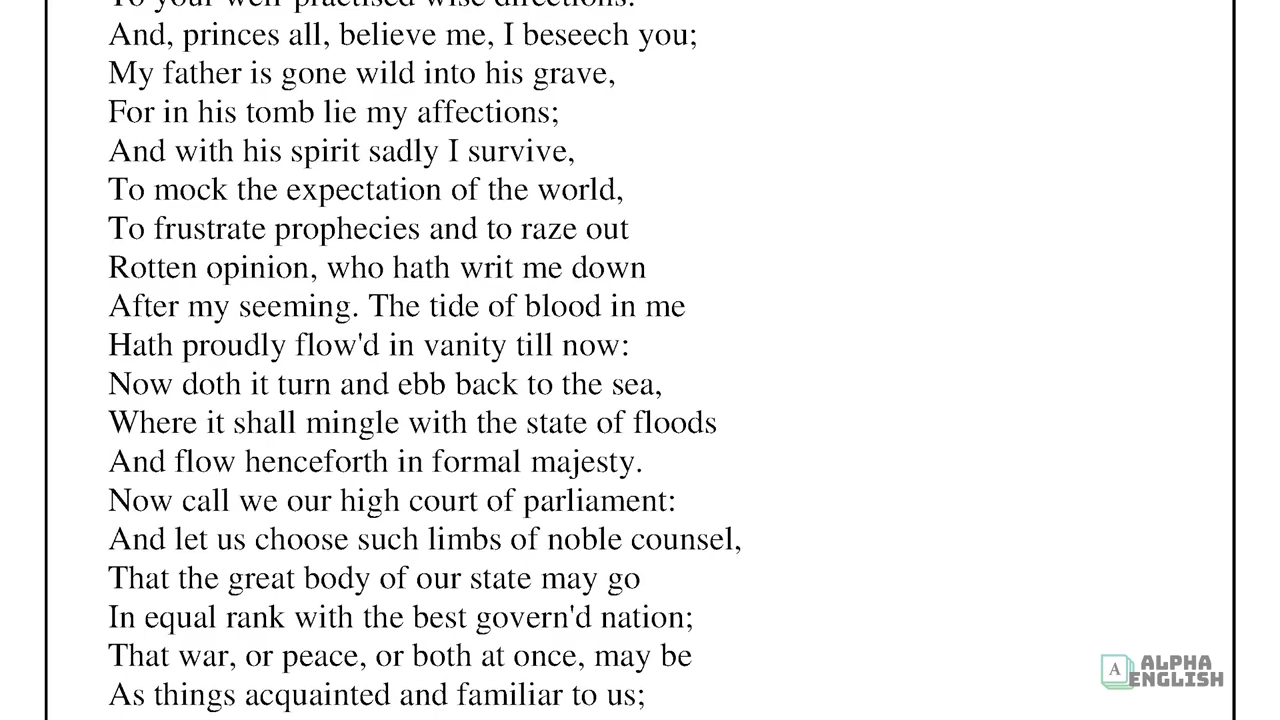 To your well-practised wise directions.
And, princes all, believe me, I beseech you;
My father is gone wild into his grave,
For in his tomb lie my affections;
And with his spirit sadly I survive,
To mock the expectation of the world,
To frustrate prophecies and to raze out
Rotten opinion, who hath writ me down
After my seeming. The tide of blood in me
Hath proudly flow'd in vanity till now:
Now doth it turn and ebb back to the sea,
Where it shall mingle with the state of floods
And flow henceforth in formal majesty.
Now call we our high court of parliament:
And let us choose such limbs of noble counsel,
That the great body of our state may go
In equal rank with the best govern'd nation;
That war, or peace, or both at once, may be
As things acquainted and familiar to us;
A ALPHA
ENGLISH